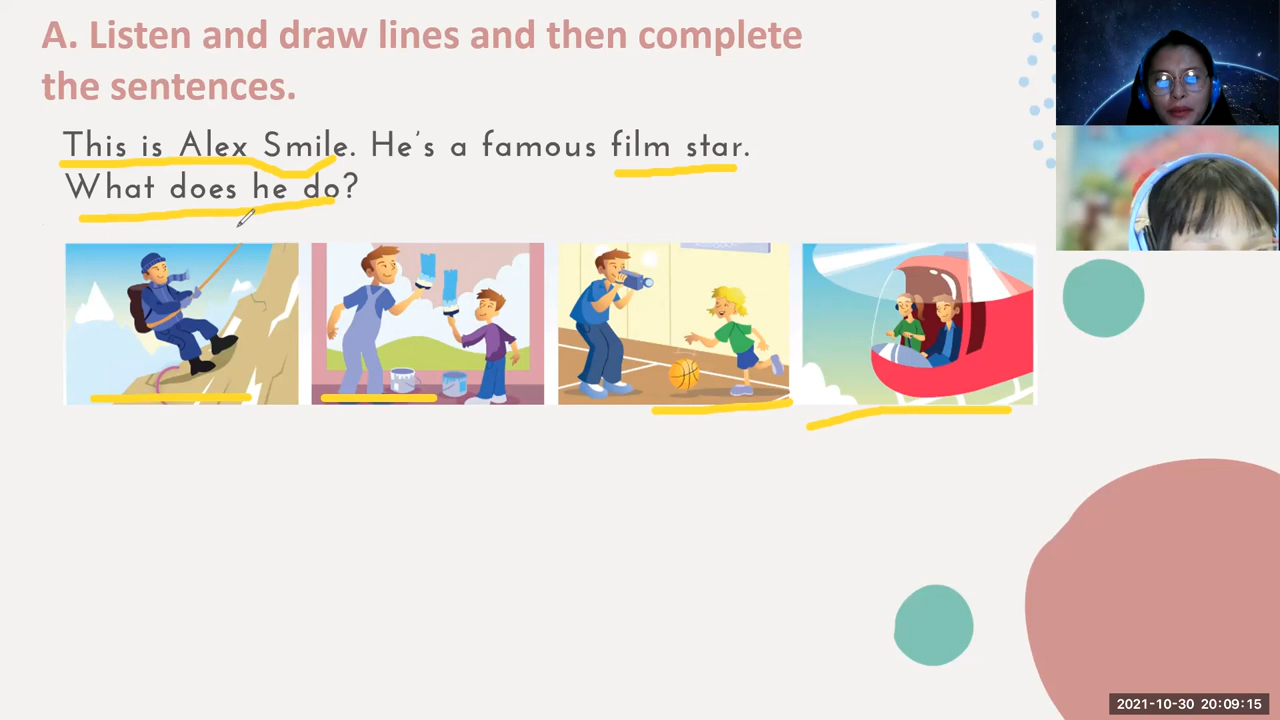 A. Listen and draw lines and then complete
the sentences.
This is Alex Smile. He's a famous film star.
What does he do?
2021-10-30 20:09:15